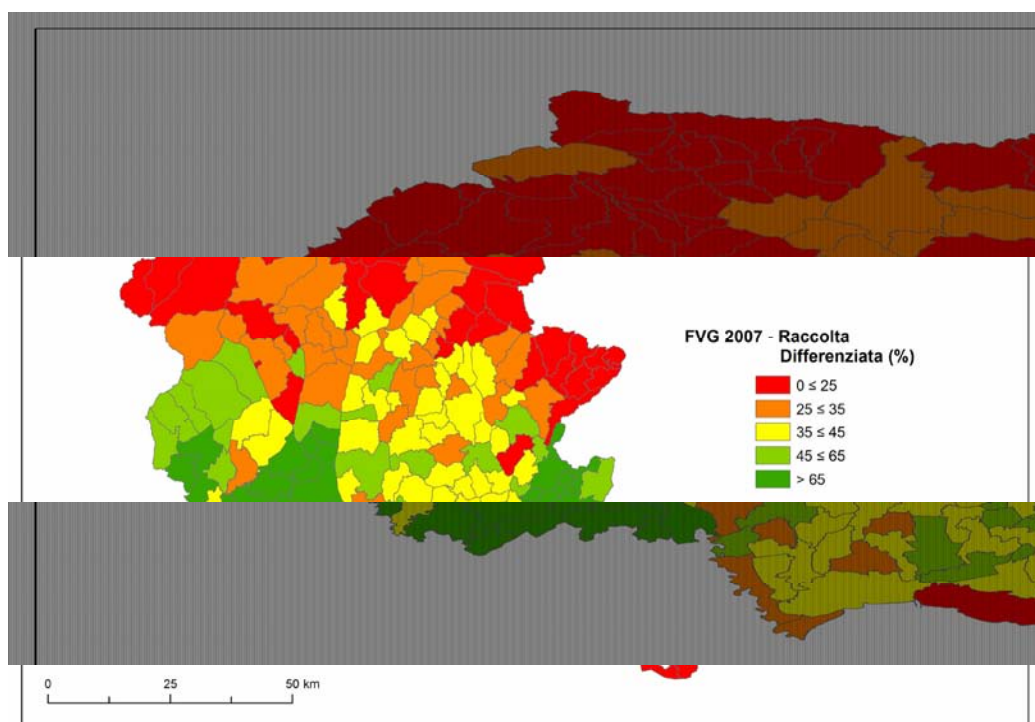 FVG 2007 - Raccolta
Differenziata (%)
0 ≤ 25
25 ≤ 35
35 ≤ 45
45 ≤ 65
> 65
0 25 50 km